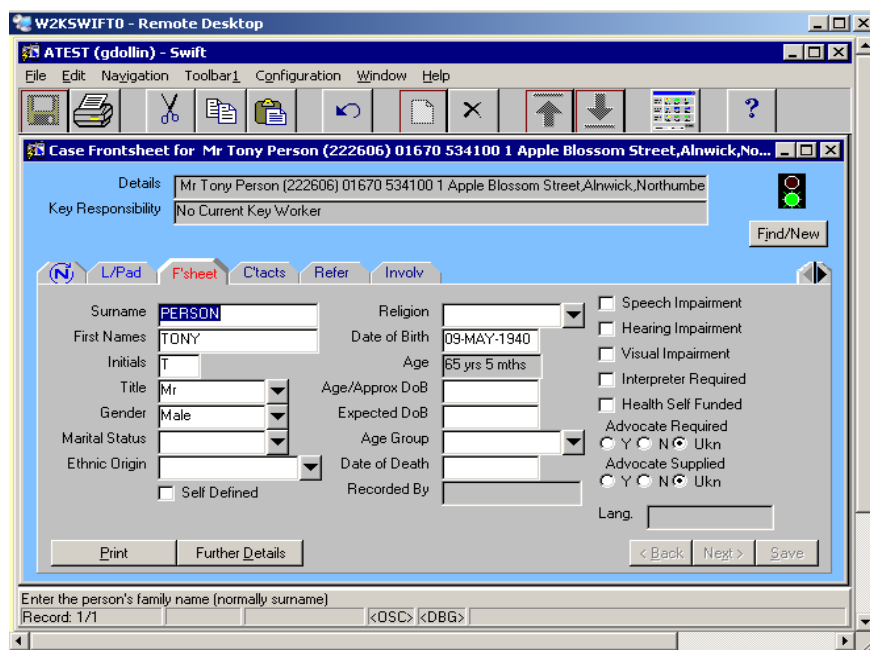 W2KSWIFT0 - Remote Desktop
ATEST (gdollin) - Swift
File Edit Navigation Toolbar1 Configuration Window Help
?
Case Frontsheet for Mr Tony Person (222606) 01670 534100 1 Apple Blossom Street,Alnwick,No...
Details Mr Tony Person (222606) 01670 534100 1 Apple Blossom Street,Alnwick,Northumbe
Key Responsibility No Current Key Worker
Find/New
N L/Pad F'sheet C'tacts Refer Involv
Surname PERSON Religion Speech Impairment
First Names TONY Date of Birth 09-MAY-1940 Hearing Impairment
Initials T Age 65 yrs 5 mths Visual Impairment
Title Mr Age/Approx DoB Interpreter Required
Gender Male Expected DoB Health Self Funded
Marital Status Age Group Advocate Required
Y N Ukn
Ethnic Origin Date of Death Advocate Supplied
Y N Ukn
Self Defined Recorded By
Lang.
Print Further Details < Back Next > Save
Enter the person's family name (normally surname)
Record: 1/1 <OSC> <DBG>